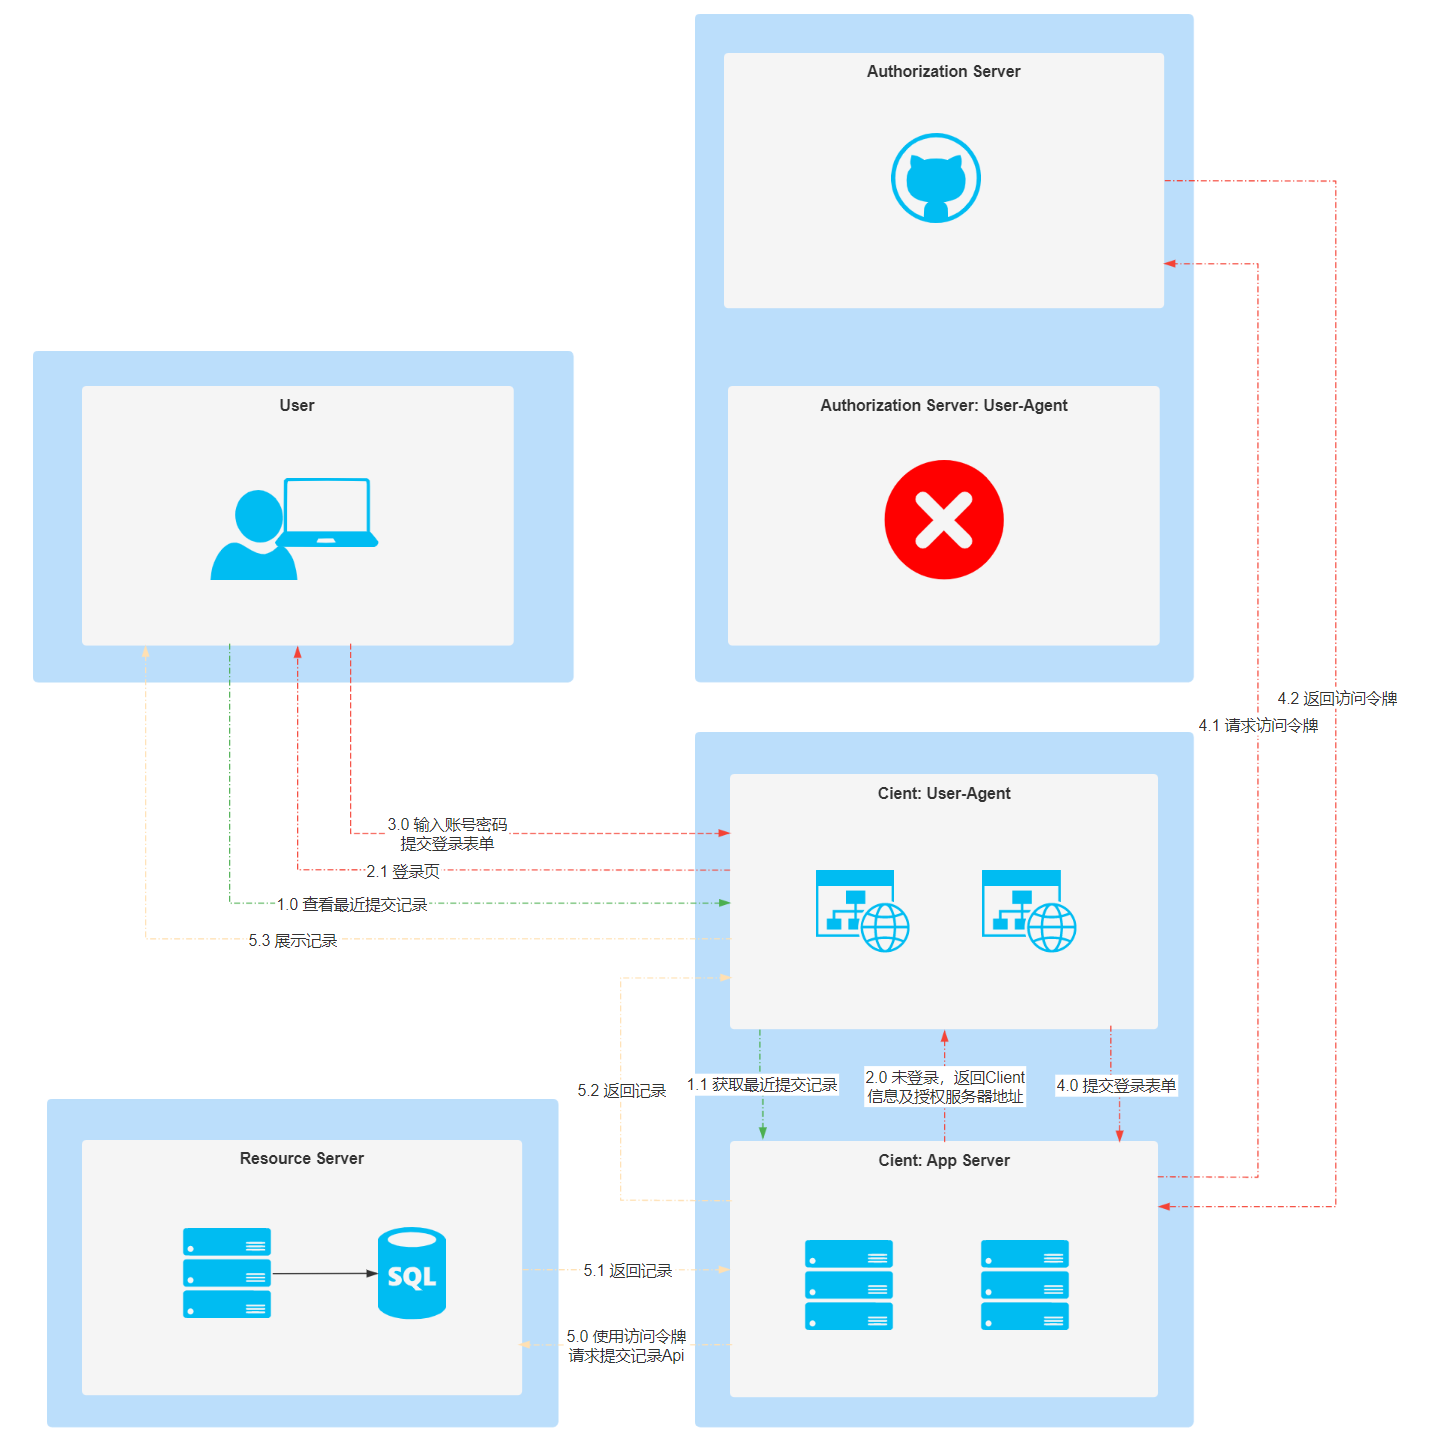 Authorization Server
User
Authorization Server: User-Agent
4.2 返回访问令牌
4.1 请求访问令牌
Cient: User-Agent
3.0 输入账号密码
提交登录表单
2.1 登录页
1.0 查看最近提交记录
5.3 展示记录
5.2 返回记录
1.1 获取最近提交记录
2.0 未登录，返回Client
信息及授权服务器地址
4.0 提交登录表单
Resource Server
Cient: App Server
SQL
5.1 返回记录
5.0 使用访问令牌
请求提交记录Api